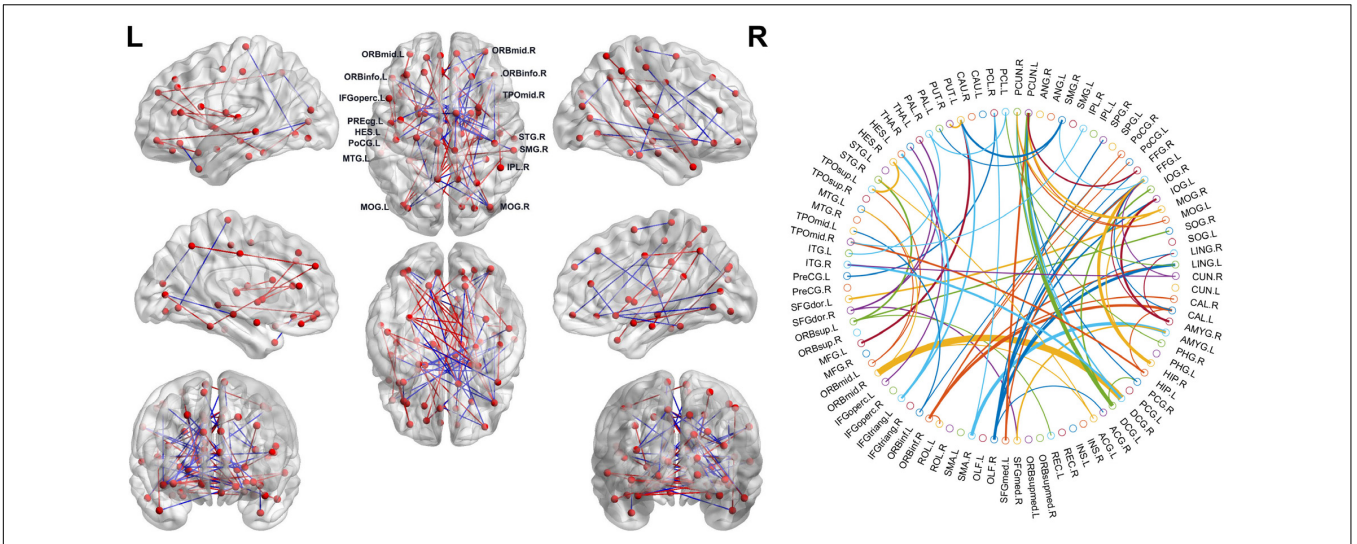 L
R
ORBmid.L
ORBmid.R
ORBinfo.L
.ORBinfo.R
IFGoperc.L
TPOmid.R
PREcg.L
HES.L
STG.R
PoCG.L
SMG.R
MTG.L
IPL.R
MOG.L
MOG.R
PCUN.L
ANG.R
ANG.L
SMG.R
SMG.L
IPL.R
IPL.L
SPG.R
SPG.L
PoCG.R
PoCG.L
FFG.R
FFG.L
IOG.R
IOG.L
MOG.R
MOG.L
SOG.R
SOG.L
LING.R
LING.L
CUN.R
CUN.L
CAL.R
CAL.L
AMYG.R
AMYG.L
PHG.R
PHG.L
HIP.R
HIP.L
PCG.R
PCG.L
DCG.R
DCG.L
ACG.R
ACG.L
INS.R
INS.L
REC.R
REC.L
ORBsupmed.R
ORBsupmed.L
SFGmed.R
SFGmed.L
OLF.R
OLF.L
SMA.R
SMA.L
ROL.R
ROL.L
ORBinf.R
ORBinf.L
IFGtriang.R
IFGtriang.L
IFGoperc.R
IFGoperc.L
ORBmid.R
ORBmid.L
MFG.R
MFG.L
ORBsup.R
ORBsup.L
SFGdor.R
SFGdor.L
PreCG.R
PreCG.L
ITG.R
ITG.L
TPOmid.R
TPOmid.L
MTG.R
MTG.L
TPOsup.R
TPOsup.L
STG.R
STG.L
HES.R
HES.L
THA.R
THA.L
PAL.R
PAL.L
PUT.R
PUT.L
CAU.R
CAU.L
PCL.R
PCL.L
PCUN.R